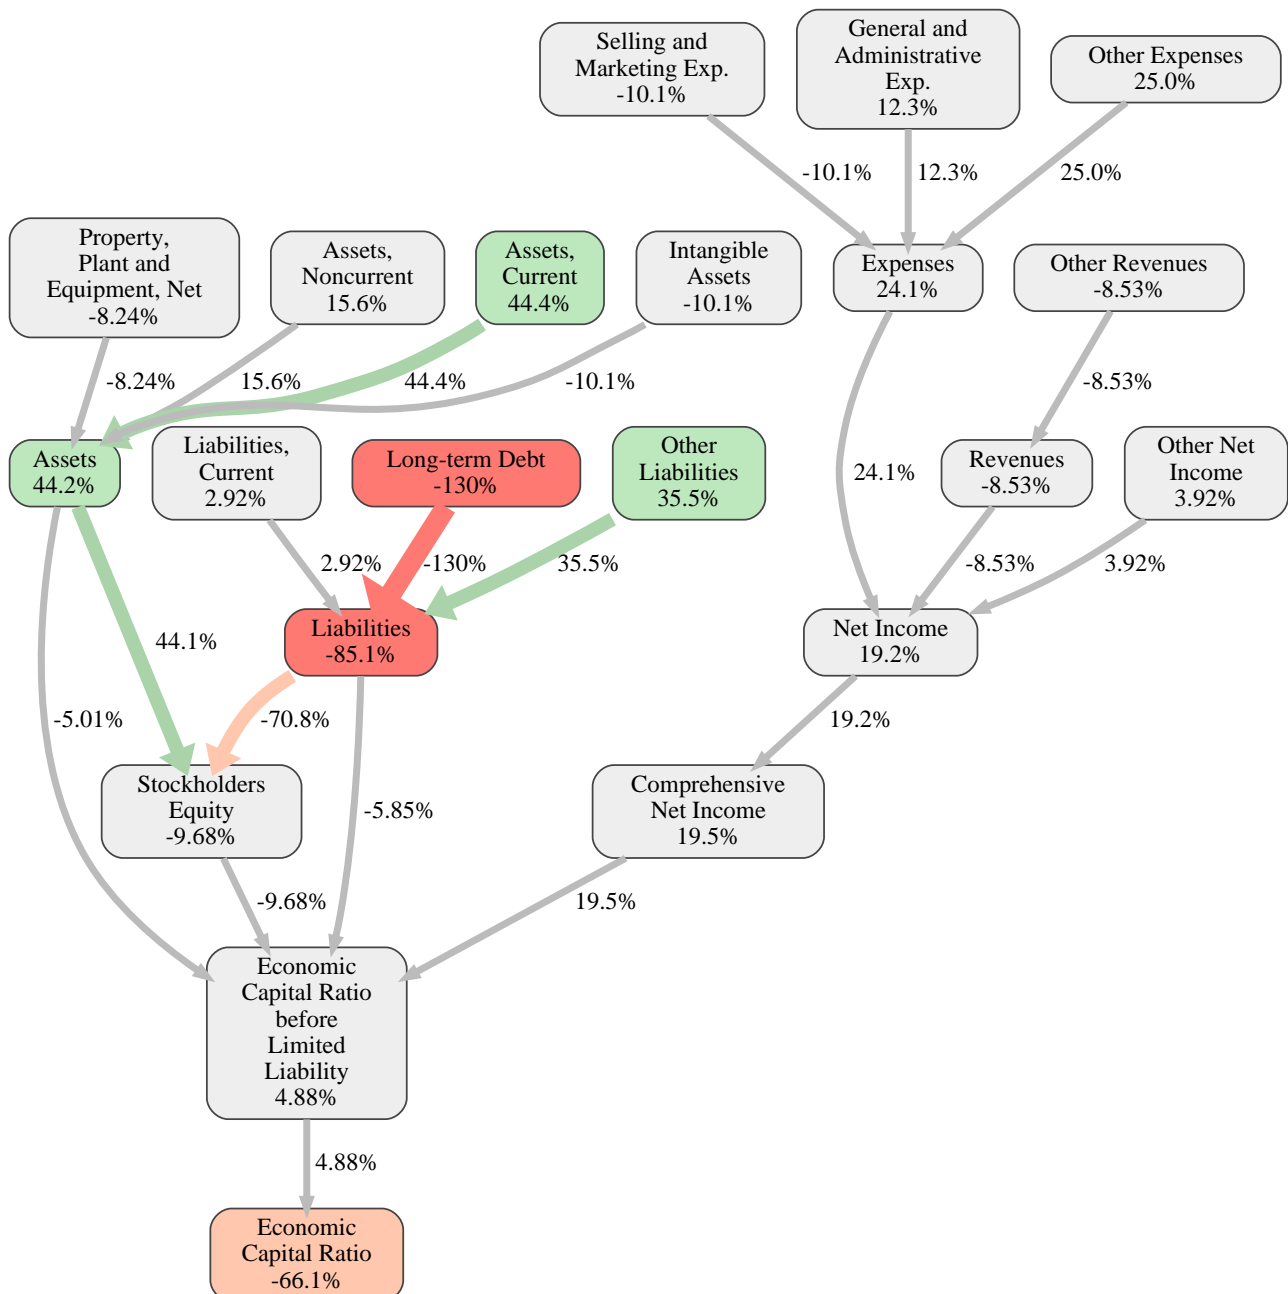 Selling and
Marketing Exp.
-10.1%
General and
Administrative
Exp.
12.3%
Other Expenses
25.0%
-10.1%
12.3%
25.0%
Property,
Plant and
Equipment, Net
-8.24%
Assets,
Noncurrent
15.6%
Assets,
Current
44.4%
Intangible
Assets
-10.1%
Expenses
24.1%
Other Revenues
-8.53%
-8.24%
15.6%
44.4%
-10.1%
-8.53%
Assets
44.2%
Liabilities,
Current
2.92%
Long-term Debt
-130%
Other
Liabilities
35.5%
24.1%
Revenues
-8.53%
Other Net
Income
3.92%
2.92%
-130%
35.5%
-8.53%
3.92%
Liabilities
-85.1%
Net Income
19.2%
44.1%
-5.01%
-70.8%
19.2%
Stockholders
Equity
-9.68%
-5.85%
Comprehensive
Net Income
19.5%
-9.68%
19.5%
Economic
Capital Ratio
before
Limited
Liability
4.88%
4.88%
Economic
Capital Ratio
-66.1%